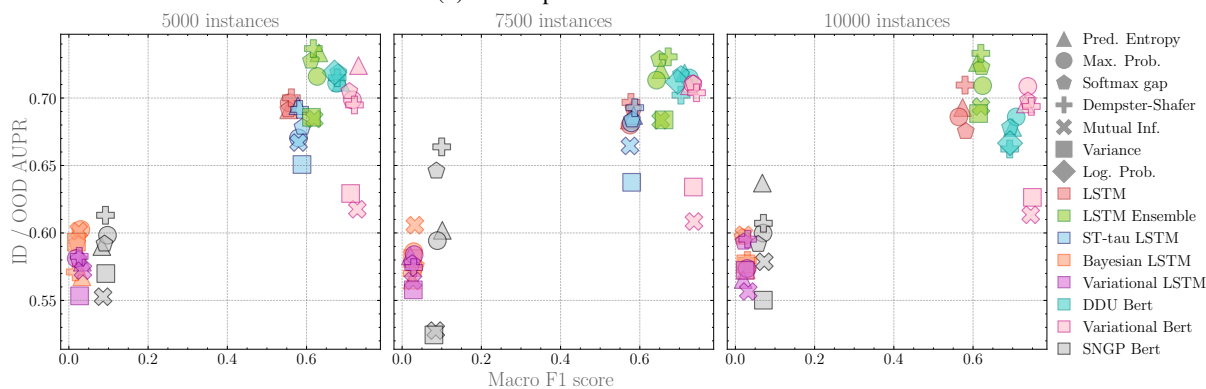 5000 instances
7500 instances
10000 instances
ID / OOD AUPR
0.70
0.65
0.60
0.55
0.0 0.2 0.4 0.6
0.0 0.2 0.4 0.6
0.0 0.2 0.4 0.6
Macro F1 score
Pred. Entropy
Max. Prob.
Softmax gap
Dempster-Shafer
Mutual Inf.
Variance
Log. Prob.
LSTM
LSTM Ensemble
ST-tau LSTM
Bayesian LSTM
Variational LSTM
DDU Bert
Variational Bert
SNGP Bert